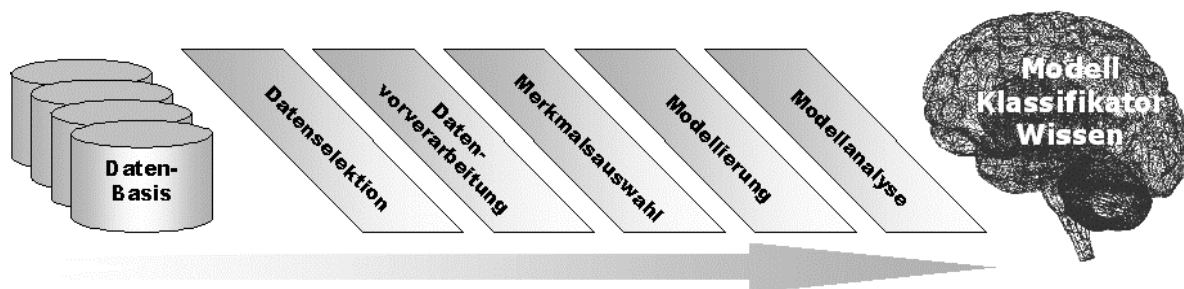 Daten-
Basis
Datenselektion
Daten-
vorverarbeitung
Merkmalsauswahl
Modellierung
Modellanalyse
Modell
Klassifikator
Wissen